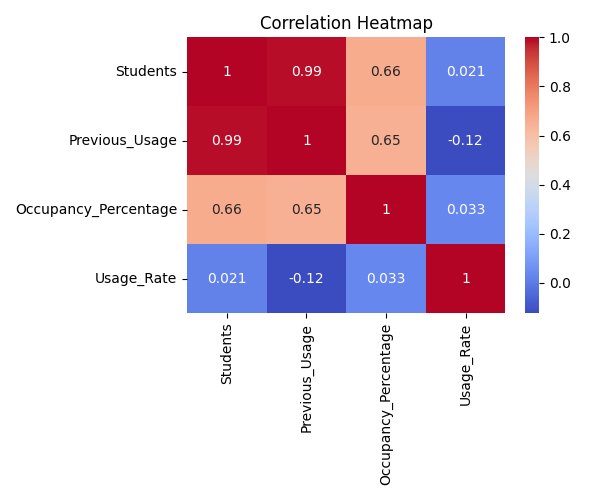 Correlation Heatmap
Students 1 0.99 0.66 0.021
Previous_Usage 0.99 1 0.65 -0.12
Occupancy_Percentage 0.66 0.65 1 0.033
Usage_Rate 0.021 -0.12 0.033 1
Students Previous_Usage Occupancy_Percentage Usage_Rate
1.0
0.8
0.6
0.4
0.2
0.0